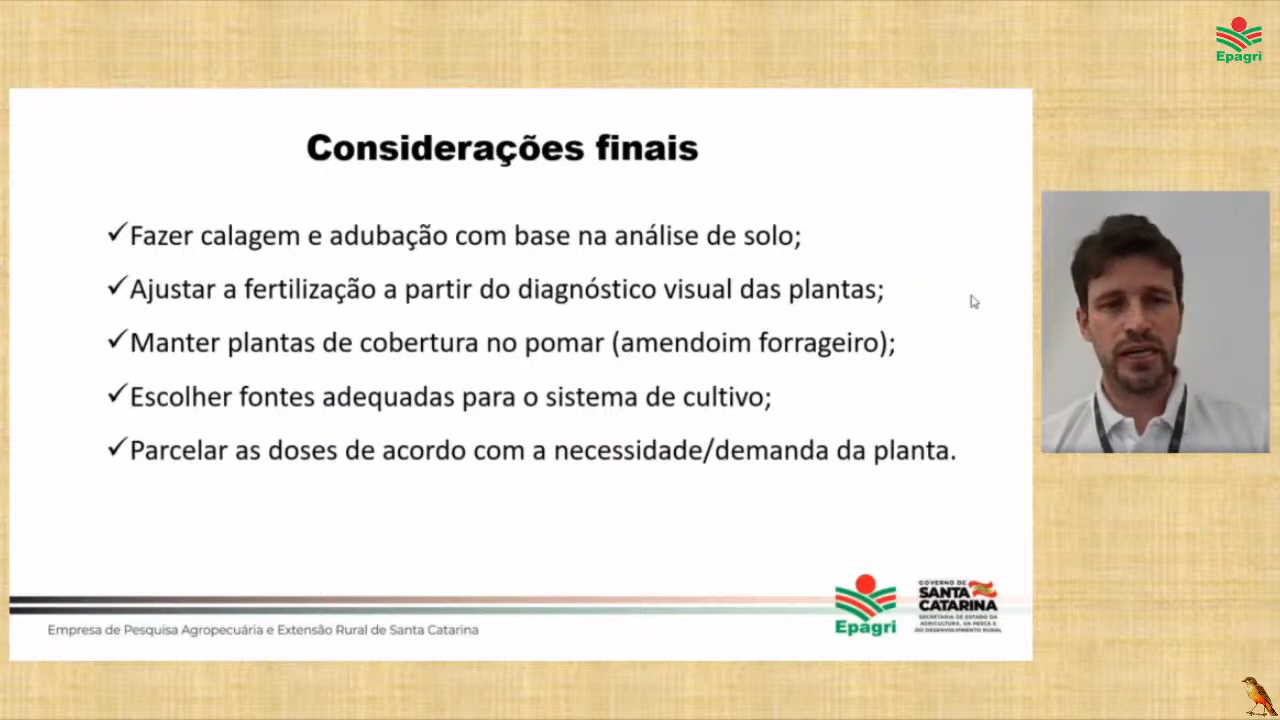 Epagri
Considerações finais
✓Fazer calagem e adubação com base na análise de solo;
✓Ajustar a fertilização a partir do diagnóstico visual das plantas;
✓Manter plantas de cobertura no pomar (amendoim forrageiro);
✓Escolher fontes adequadas para o sistema de cultivo;
✓Parcelar as doses de acordo com a necessidade/demanda da planta.
Empresa de Pesquisa Agropecuária e Extensão Rural de Santa Catarina
Epagri
GOVERNO DE
SANTA
CATARINA
SECRETARIA DE ESTADO DA
AGRICULTURA, DA PESCA E
DO DESENVOLVIMENTO RURAL